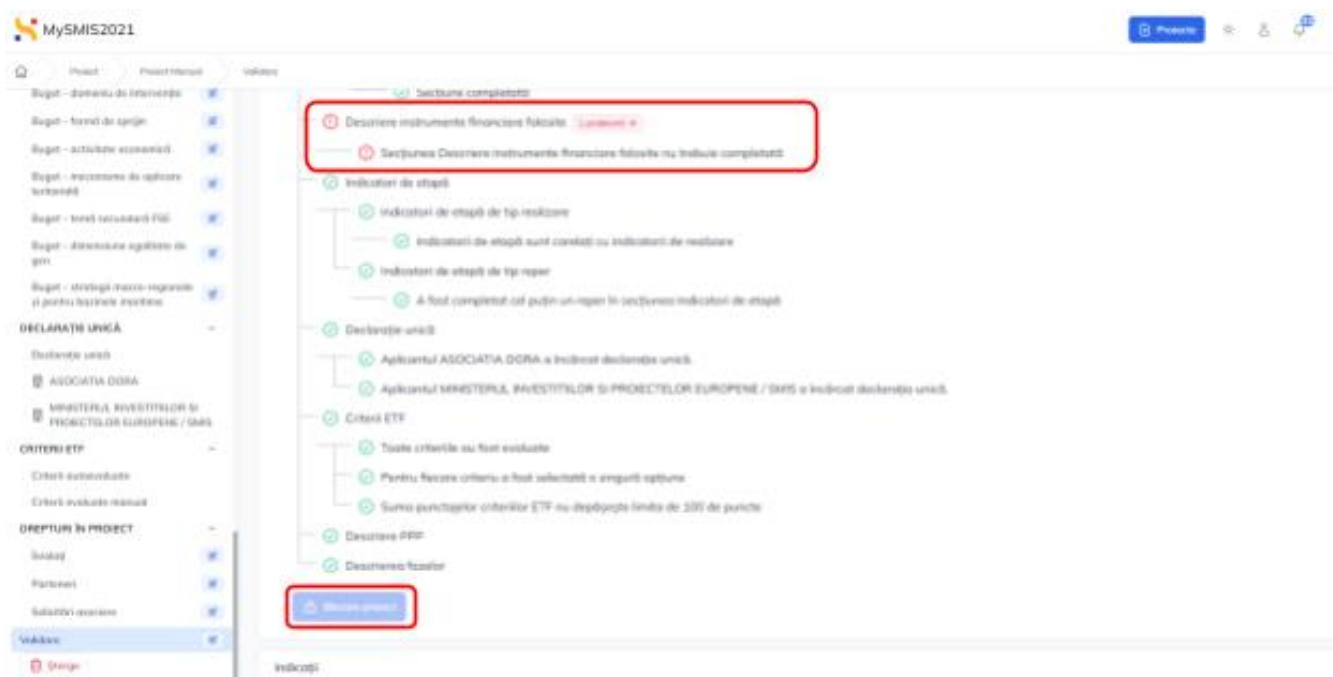 MySMIS2021
Proiecte
Proiect
Validare
Buget - domeniu de intervenție
Buget - formă de sprijin
Buget - activitate economică
Buget - mecanisme de aplicare
teritorială
Buget - temă secundară FSE
Buget - dimensiune egalitate de
gen
Buget - strategii macro-regionale
și pentru bazinele maritime
DECLARAȚIE UNICĂ
Declarație unică
ASOCIATIA DORA
MINISTERUL INVESTITIILOR SI
PROIECTELOR EUROPENE / SMIS
CRITERII ETF
Criterii autoevaluate
Criterii evaluate manual
DREPTURI ÎN PROIECT
Invitați
Parteneri
Solicitări asociere
Validare
Șterge
Secțiune completată
Descriere instrumente financiare folosite
Secțiunea Descriere instrumente financiare folosite nu trebuie completată
Indicatori de etapă
Indicatori de etapă de tip realizare
Indicatorii de etapă sunt corelați cu indicatorii de realizare
Indicatori de etapă de tip reper
A fost completat cel puțin un reper în secțiunea indicatori de etapă
Declarație unică
Aplicantul ASOCIATIA DORA a încărcat declarația unică.
Aplicantul MINISTERUL INVESTITIILOR SI PROIECTELOR EUROPENE / SMIS a încărcat declarația unică.
Criterii ETF
Toate criteriile au fost evaluate
Pentru fiecare criteriu a fost selectată o singură opțiune
Suma punctajelor criteriilor ETF nu depășește limita de 100 de puncte
Descriere PPP
Descrierea fazelor
Blocare proiect
Indicații